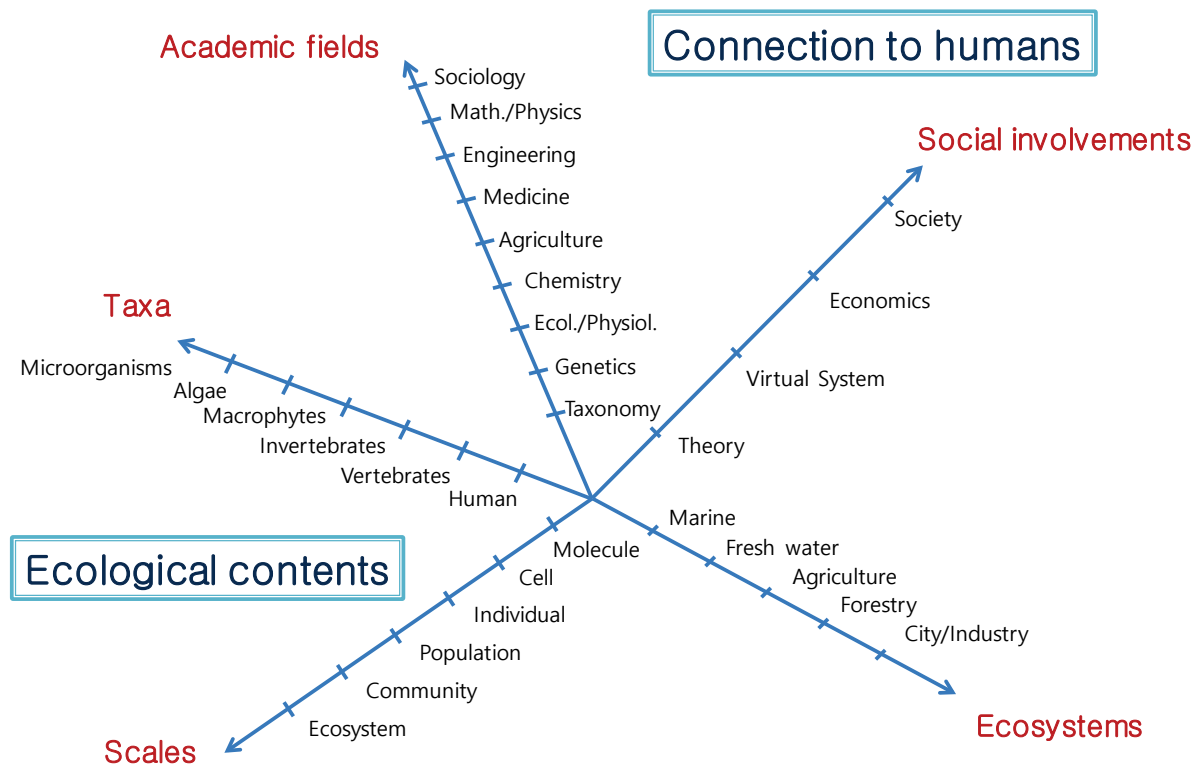 Connection to humans
Academic fields
Sociology
Math./Physics
Engineering
Medicine
Agriculture
Chemistry
Ecol./Physiol.
Genetics
Taxonomy
Social involvements
Society
Economics
Virtual System
Theory
Taxa
Microorganisms
Algae
Macrophytes
Invertebrates
Vertebrates
Human
Ecological contents
Molecule
Cell
Individual
Population
Community
Ecosystem
Scales
Marine
Fresh water
Agriculture
Forestry
City/Industry
Ecosystems